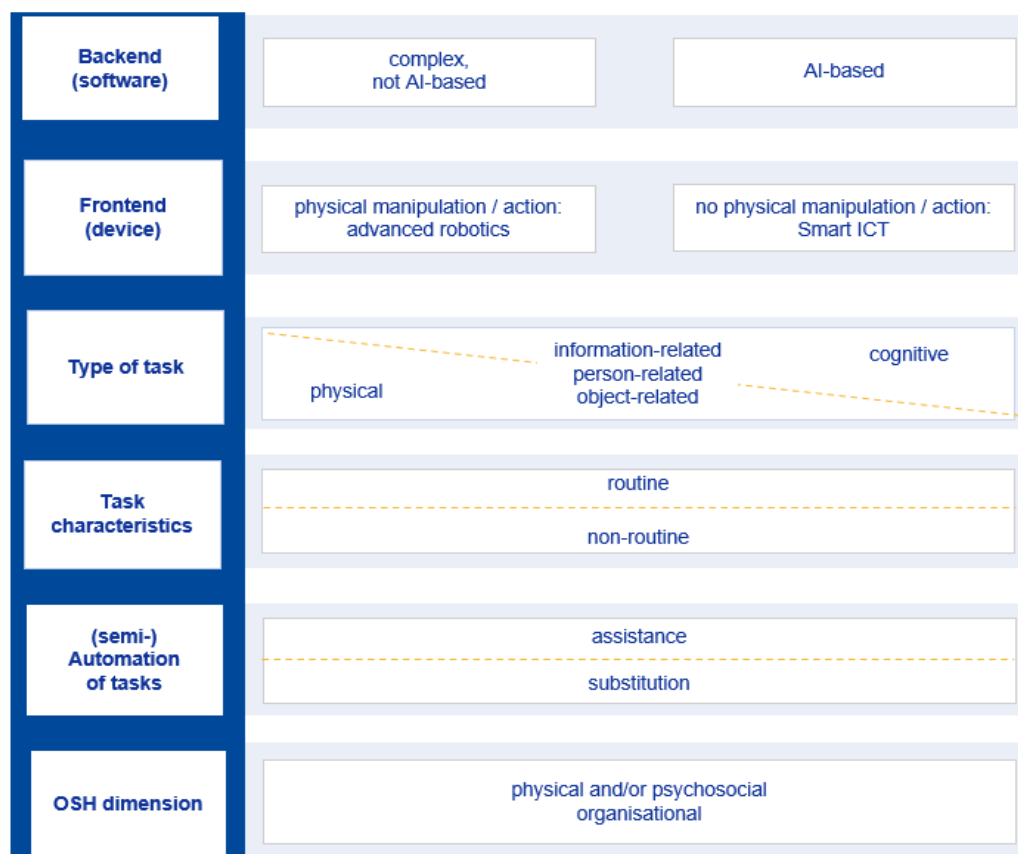 Backend
(software)
complex,
not AI-based
AI-based
Frontend
(device)
physical manipulation / action:
advanced robotics
no physical manipulation / action:
Smart ICT
Type of task
physical
information-related
person-related
object-related
cognitive
Task
characteristics
routine
non-routine
(semi-)
Automation
of tasks
assistance
substitution
OSH dimension
physical and/or psychosocial
organisational